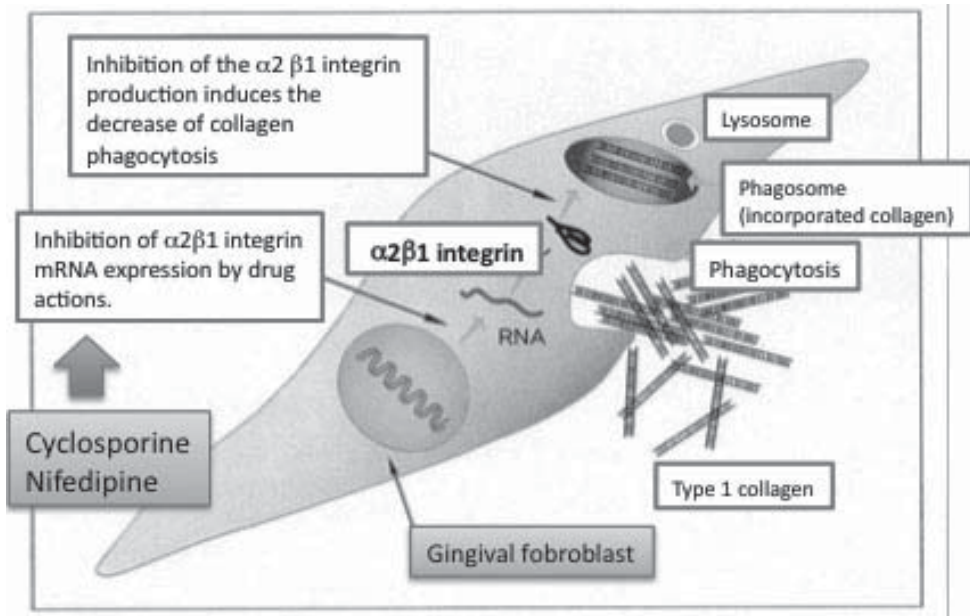 Inhibition of the α2 β1 integrin
production induces the
decrease of collagen
phagocytosis
Lysosome
Phagosome
(incorporated collagen)
Inhibition of α2β1 integrin
mRNA expression by drug
actions.
α2β1 integrin
Phagocytosis
RNA
Cyclosporine
Nifedipine
Type 1 collagen
Gingival fobroblast